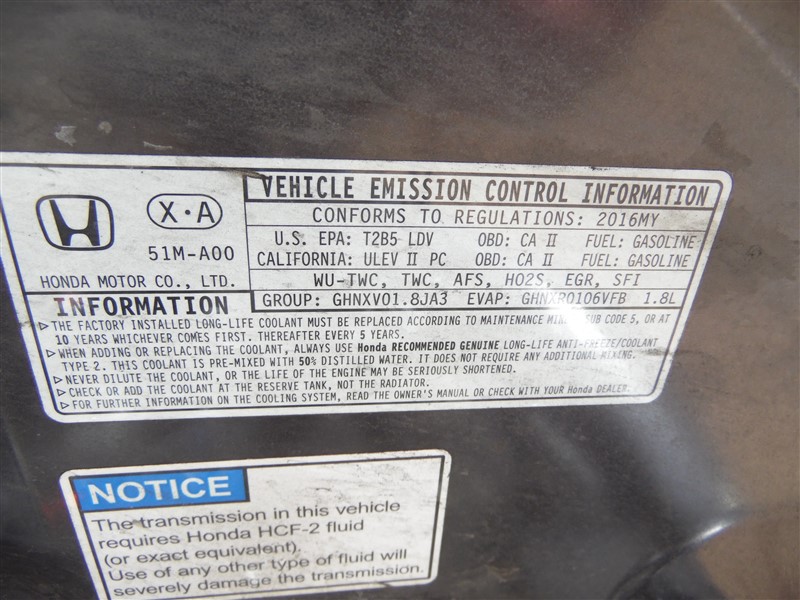 X·A
51M-A00
HONDA MOTOR CO., LTD.
VEHICLE EMISSION CONTROL INFORMATION
CONFORMS TO REGULATIONS: 2016MY
U.S. EPA: T2B5 LDV OBD: CA II FUEL: GASOLINE
CALIFORNIA: ULEV II PC OBD: CA II FUEL: GASOLINE
WU-TWC, TWC, AFS, HO2S, EGR, SFI
GROUP: GHNXV01.8JA3 EVAP: GHNXR0106VFB 1.8L
INFORMATION
▷THE FACTORY INSTALLED LONG-LIFE COOLANT MUST BE REPLACED ACCORDING TO MAINTENANCE MINDER SUB CODE 5, OR AT
10 YEARS WHICHEVER COMES FIRST. THEREAFTER EVERY 5 YEARS.
▷WHEN ADDING OR REPLACING THE COOLANT, ALWAYS USE Honda RECOMMENDED GENUINE LONG-LIFE ANTI-FREEZE/COOLANT
TYPE 2. THIS COOLANT IS PRE-MIXED WITH 50% DISTILLED WATER. IT DOES NOT REQUIRE ANY ADDITIONAL MIXING.
▷NEVER DILUTE THE COOLANT, OR THE LIFE OF THE ENGINE MAY BE SERIOUSLY SHORTENED.
▷CHECK OR ADD THE COOLANT AT THE RESERVE TANK, NOT THE RADIATOR.
▷FOR FURTHER INFORMATION ON THE COOLING SYSTEM, READ THE OWNER'S MANUAL OR CHECK WITH YOUR Honda DEALER.
NOTICE
The transmission in this vehicle
requires Honda HCF-2 fluid
(or exact equivalent).
Use of any other type of fluid will
severely damage the transmission.